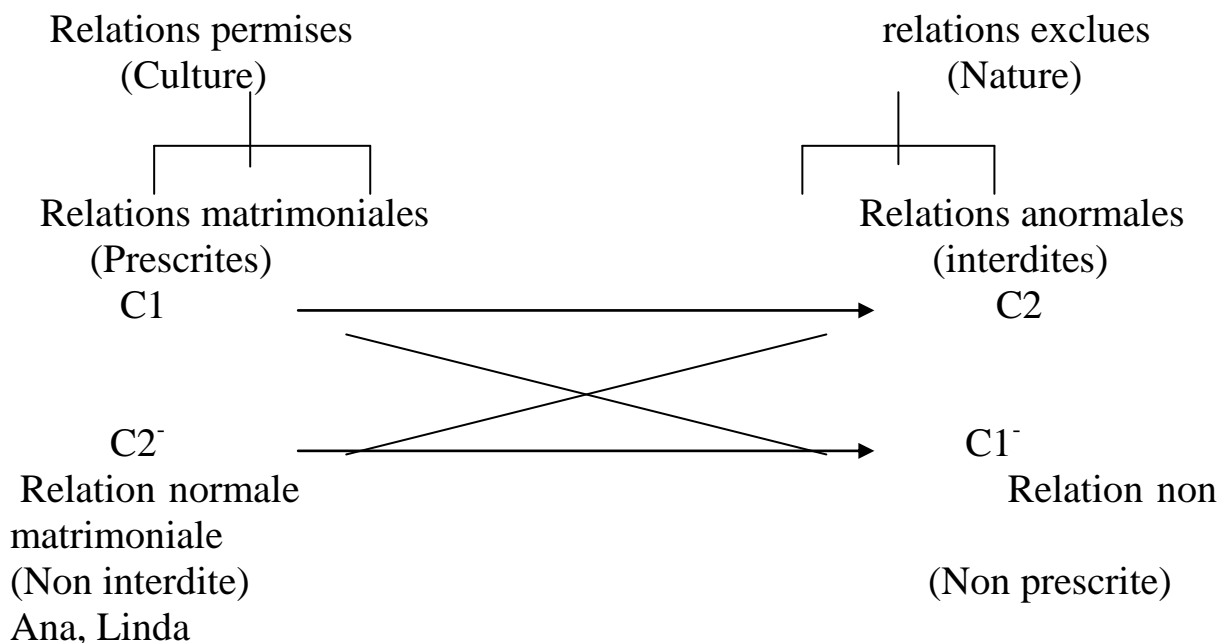 Relations permises relations exclues
(Culture) (Nature)
Relations matrimoniales Relations anormales
(Prescrites) (interdites)
C1 C2
C2⁻ C1⁻
Relation normale Relation non
matrimoniale
(Non interdite) (Non prescrite)
Ana, Linda